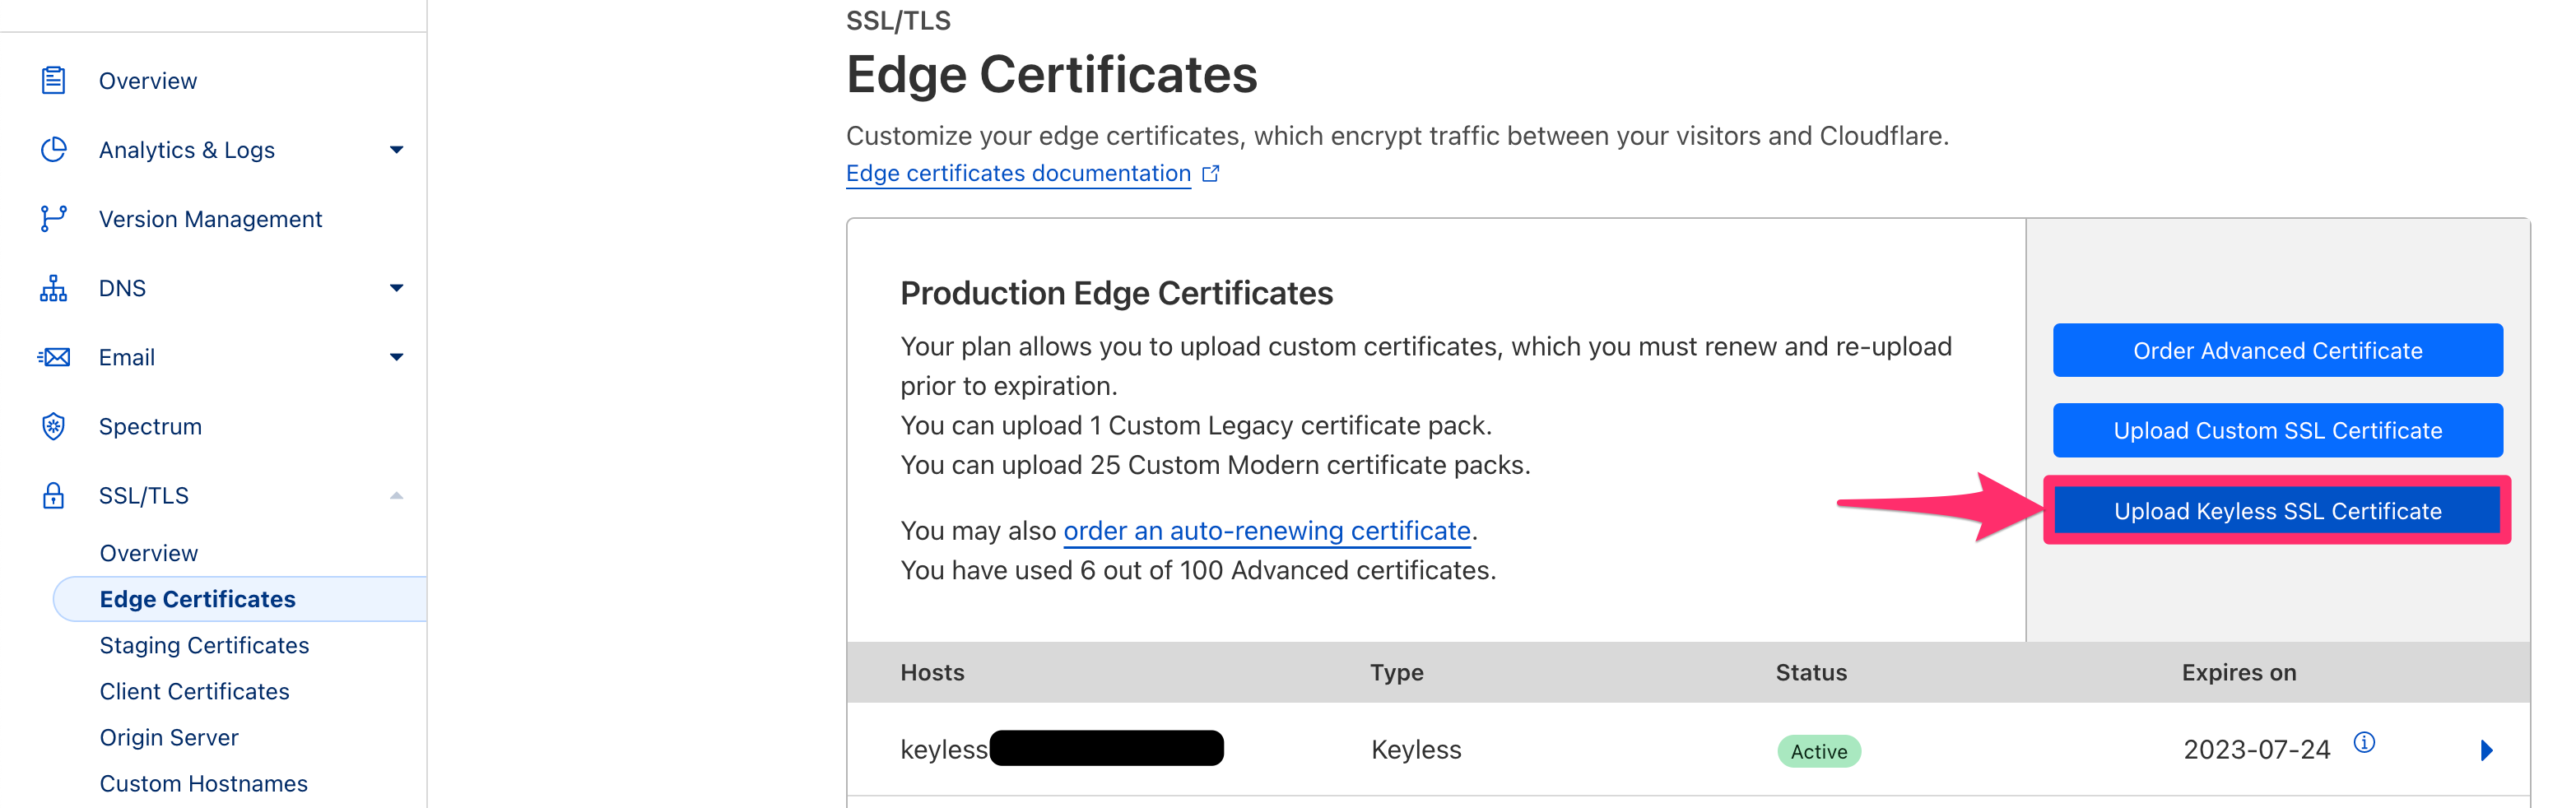 Overview
Analytics & Logs
Version Management
DNS
Email
Spectrum
SSL/TLS
Overview
Edge Certificates
Staging Certificates
Client Certificates
Origin Server
Custom Hostnames
SSL/TLS
Edge Certificates
Customize your edge certificates, which encrypt traffic between your visitors and Cloudflare.
Edge certificates documentation
Production Edge Certificates
Your plan allows you to upload custom certificates, which you must renew and re-upload
prior to expiration.
You can upload 1 Custom Legacy certificate pack.
You can upload 25 Custom Modern certificate packs.
You may also order an auto-renewing certificate.
You have used 6 out of 100 Advanced certificates.
Order Advanced Certificate
Upload Custom SSL Certificate
Upload Keyless SSL Certificate
Hosts Type Status Expires on
keyless Keyless Active 2023-07-24